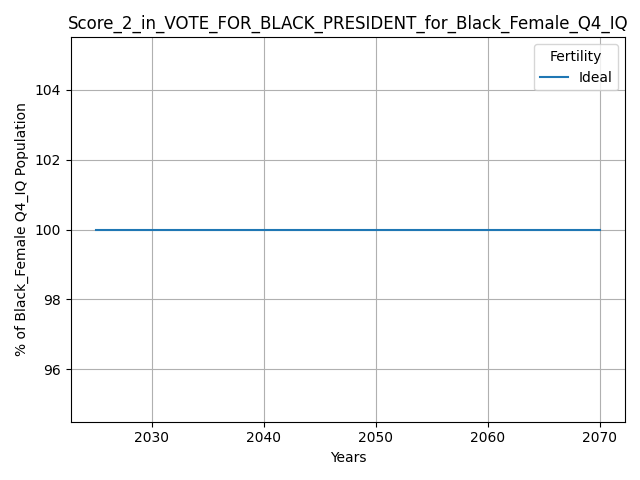 Score_2_in_VOTE_FOR_BLACK_PRESIDENT_for_Black_Female_Q4_IQ
Fertility
Ideal
% of Black_Female Q4_IQ Population
104
102
100
98
96
2030
2040
2050
2060
2070
Years